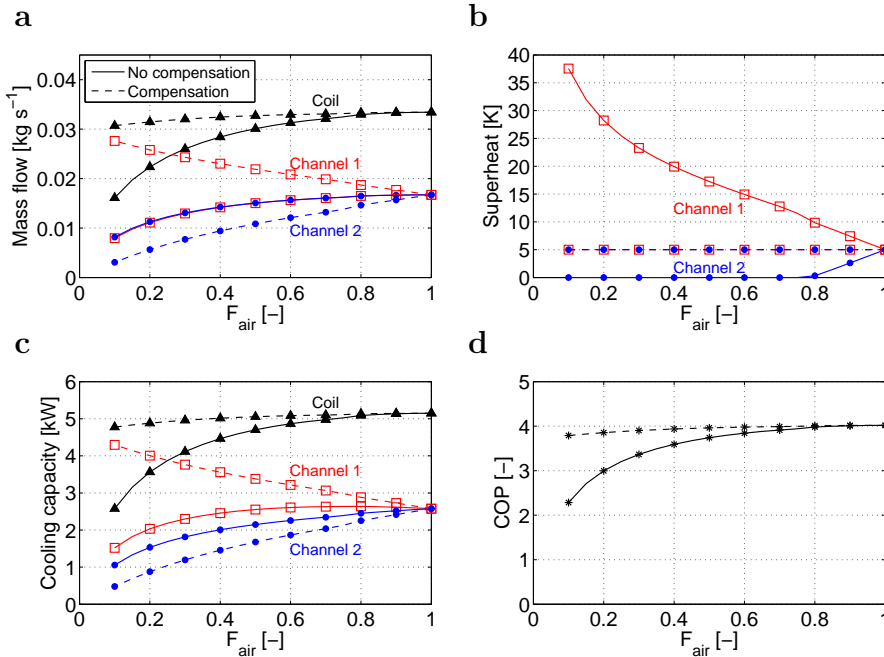 a
Mass flow [kg s⁻¹]
0.04
0.03
0.02
0.01
0
No compensation
Compensation
Coil
Channel 1
Channel 2
0 0.2 0.4 0.6 0.8 1
F_air [–]
b
Superheat [K]
40
35
30
25
20
15
10
5
0
Channel 1
Channel 2
0 0.2 0.4 0.6 0.8 1
F_air [–]
c
Cooling capacity [kW]
6
5
4
3
2
1
0
Coil
Channel 1
Channel 2
0 0.2 0.4 0.6 0.8 1
F_air [–]
d
COP [–]
5
4
3
2
1
0
0 0.2 0.4 0.6 0.8 1
F_air [–]